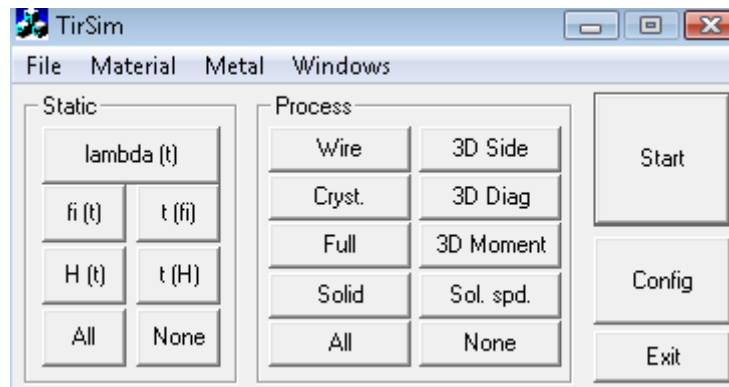 TirSim
File Material Metal Windows
Static
lambda (t)
fi (t) t (fi)
H (t) t (H)
All None
Process
Wire 3D Side
Cryst. 3D Diag
Full 3D Moment
Solid Sol. spd.
All None
Start
Config
Exit